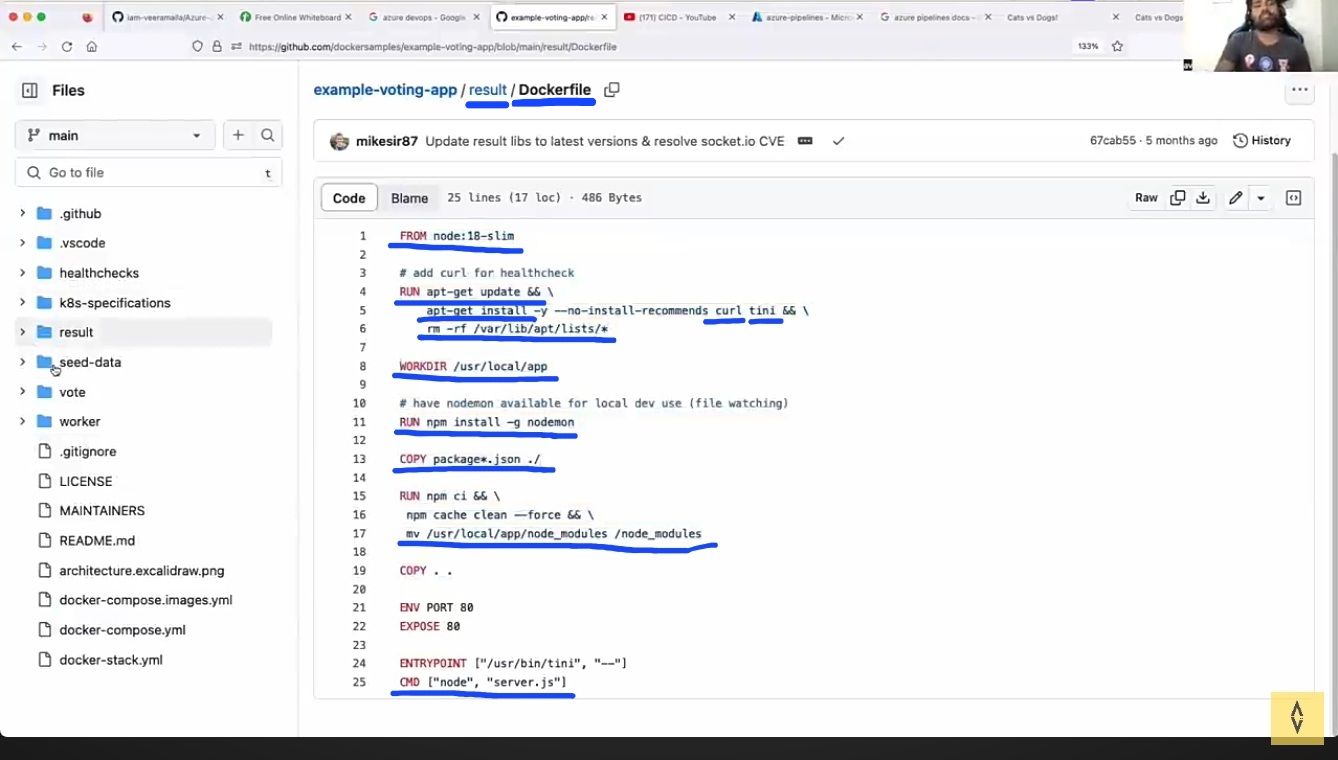 iam-veeramalla/Azure-
Free Online Whiteboard
azure devops - Google
example-voting-app/re
(171) CICD - YouTube
azure-pipelines - Micro
azure pipelines docs -
Cats vs Dogs!
Cats vs Dogs
https://github.com/dockersamples/example-voting-app/blob/main/result/Dockerfile
133%
Files
example-voting-app / result / Dockerfile
main
mikesir87 Update result libs to latest versions & resolve socket.io CVE
67cab55 · 5 months ago
History
Go to file
t
Code
Blame
25 lines (17 loc) · 486 Bytes
Raw
.github
.vscode
healthchecks
k8s-specifications
result
seed-data
vote
worker
.gitignore
LICENSE
MAINTAINERS
README.md
architecture.excalidraw.png
docker-compose.images.yml
docker-compose.yml
docker-stack.yml
1 FROM node:18-slim
2
3 # add curl for healthcheck
4 RUN apt-get update && \
5 apt-get install -y --no-install-recommends curl tini && \
6 rm -rf /var/lib/apt/lists/*
7
8 WORKDIR /usr/local/app
9
10 # have nodemon available for local dev use (file watching)
11 RUN npm install -g nodemon
12
13 COPY package*.json ./
14
15 RUN npm ci && \
16 npm cache clean --force && \
17 mv /usr/local/app/node_modules /node_modules
18
19 COPY . .
20
21 ENV PORT 80
22 EXPOSE 80
23
24 ENTRYPOINT ["/usr/bin/tini", "--"]
25 CMD ["node", "server.js"]